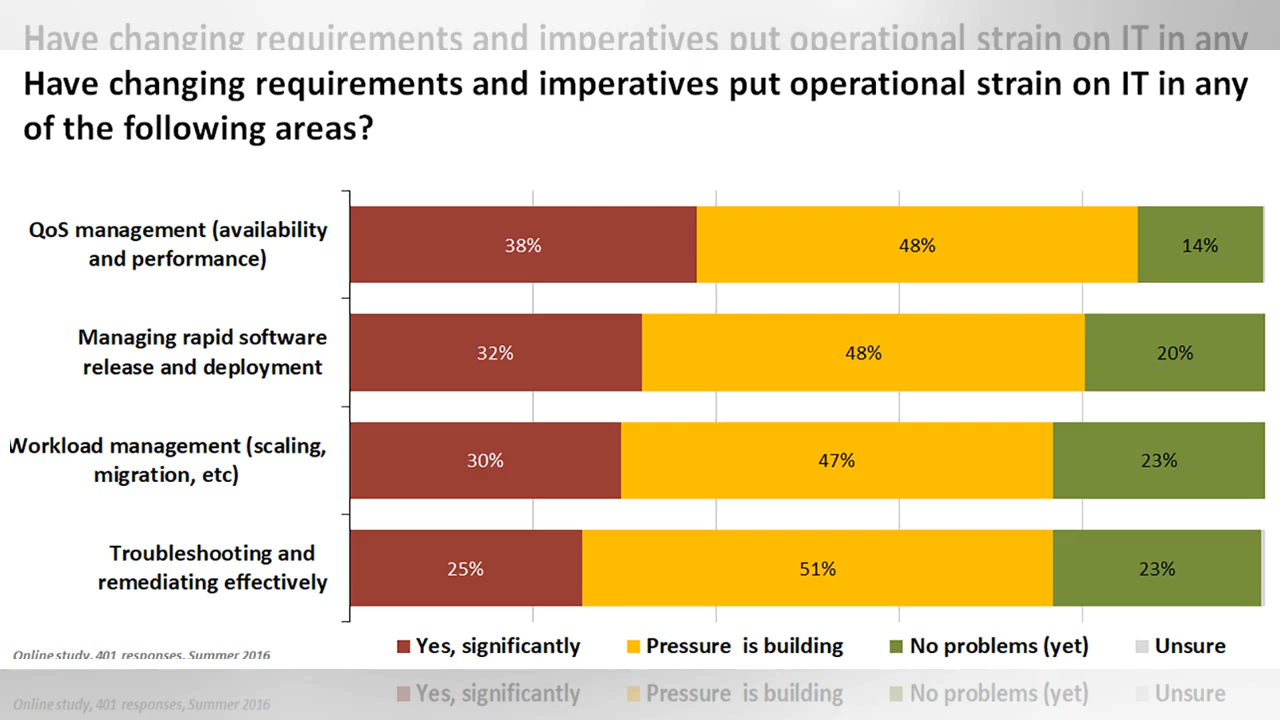 Have changing requirements and imperatives put operational strain on IT in any
Have changing requirements and imperatives put operational strain on IT in any
of the following areas?
QoS management (availability
and performance)
38%
48%
14%
Managing rapid software
release and deployment
32%
48%
20%
Workload management (scaling,
migration, etc)
30%
47%
23%
Troubleshooting and
remediating effectively
25%
51%
23%
Yes, significantly
Pressure is building
No problems (yet)
Unsure
Online study, 401 responses, Summer 2016
Yes, significantly
Pressure is building
No problems (yet)
Unsure
Online study, 401 responses, Summer 2016